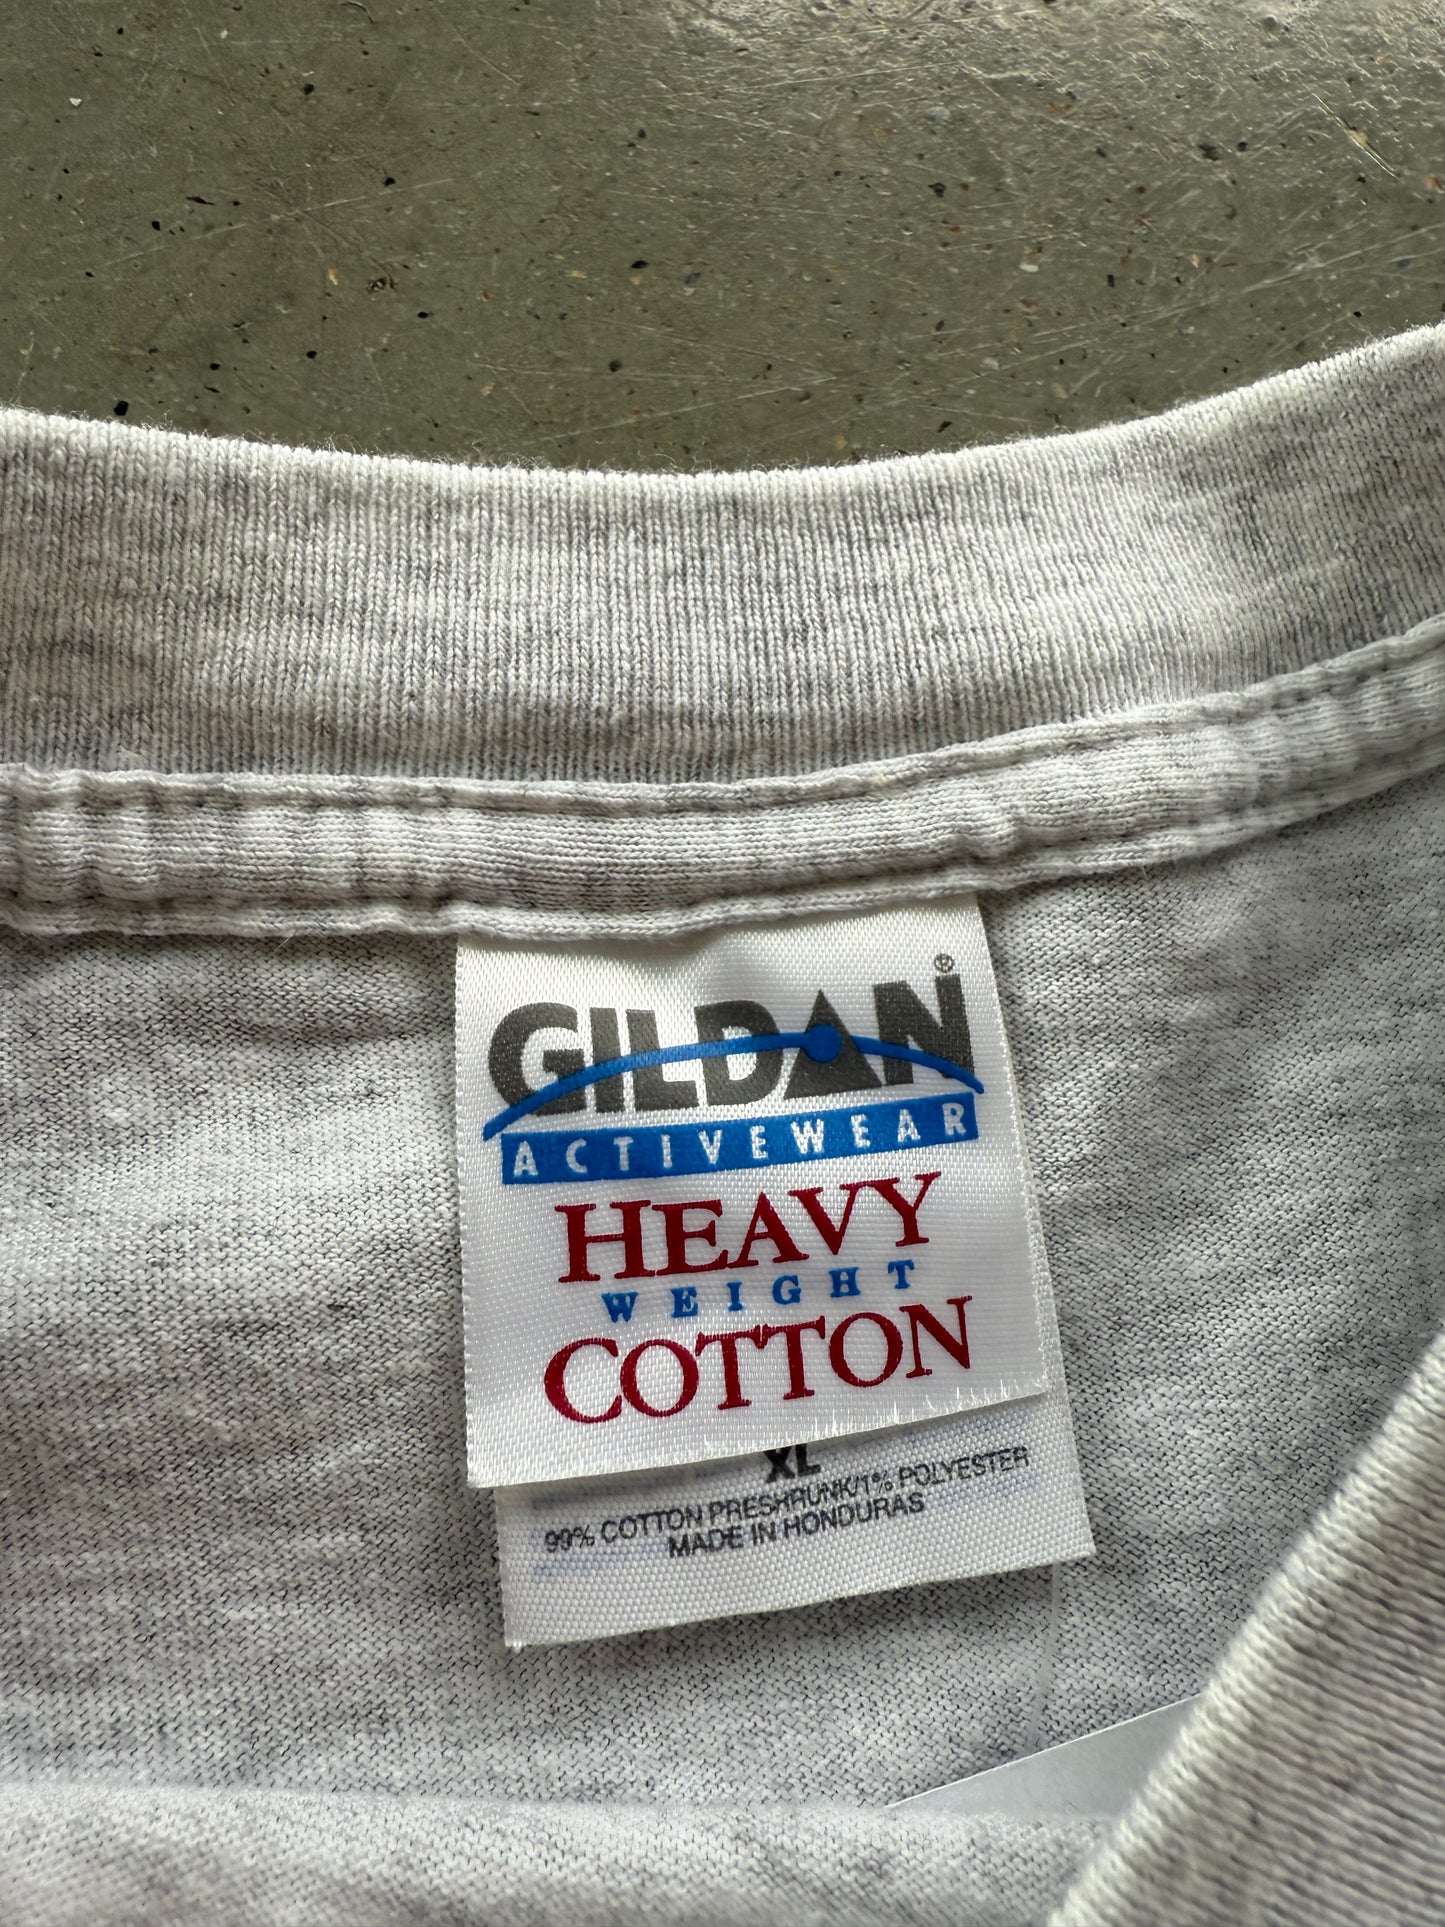 GILDAN®
ACTIVEWEAR
HEAVY
WEIGHT
COTTON
XL
99% COTTON PRESHRUNK/1% POLYESTER
MADE IN HONDURAS